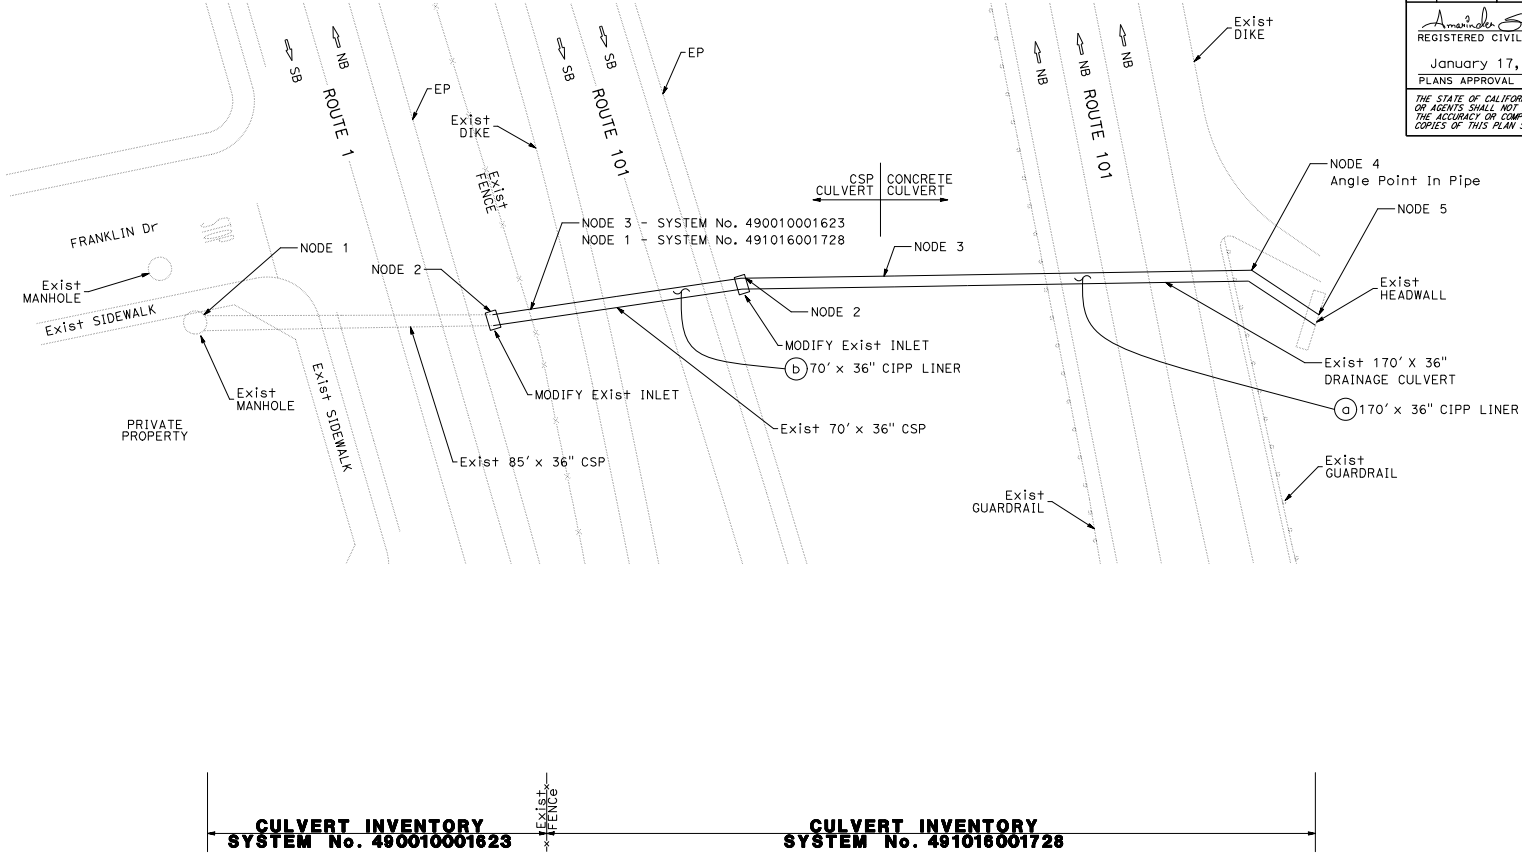 REGISTERED CIVIL
January 17,
PLANS APPROVAL
THE STATE OF CALIFOR
OR AGENTS SHALL NOT
THE ACCURACY OR COMP
COPIES OF THIS PLAN S
SB
NB
ROUTE 1
EP
Exist
DIKE
SB
SB
ROUTE 101
EP
NB
NB
NB
ROUTE 101
Exist
DIKE
Exist
FENCE
CSP
CULVERT
CONCRETE
CULVERT
NODE 4
Angle Point In Pipe
NODE 5
FRANKLIN Dr
NODE 1
NODE 2
NODE 3 - SYSTEM No. 490010001623
NODE 1 - SYSTEM No. 491016001728
NODE 3
Exist
MANHOLE
Exist SIDEWALK
Exist
HEADWALL
NODE 2
MODIFY Exist INLET
b 70' x 36" CIPP LINER
Exist 170' X 36"
DRAINAGE CULVERT
a 170' x 36" CIPP LINER
Exist
MANHOLE
MODIFY EXist INLET
PRIVATE
PROPERTY
Exist SIDEWALK
Exist 70' x 36" CSP
Exist 85' x 36" CSP
Exist
GUARDRAIL
Exist
GUARDRAIL
Exist
FENCe
CULVERT INVENTORY
SYSTEM No. 490010001623
CULVERT INVENTORY
SYSTEM No. 491016001728